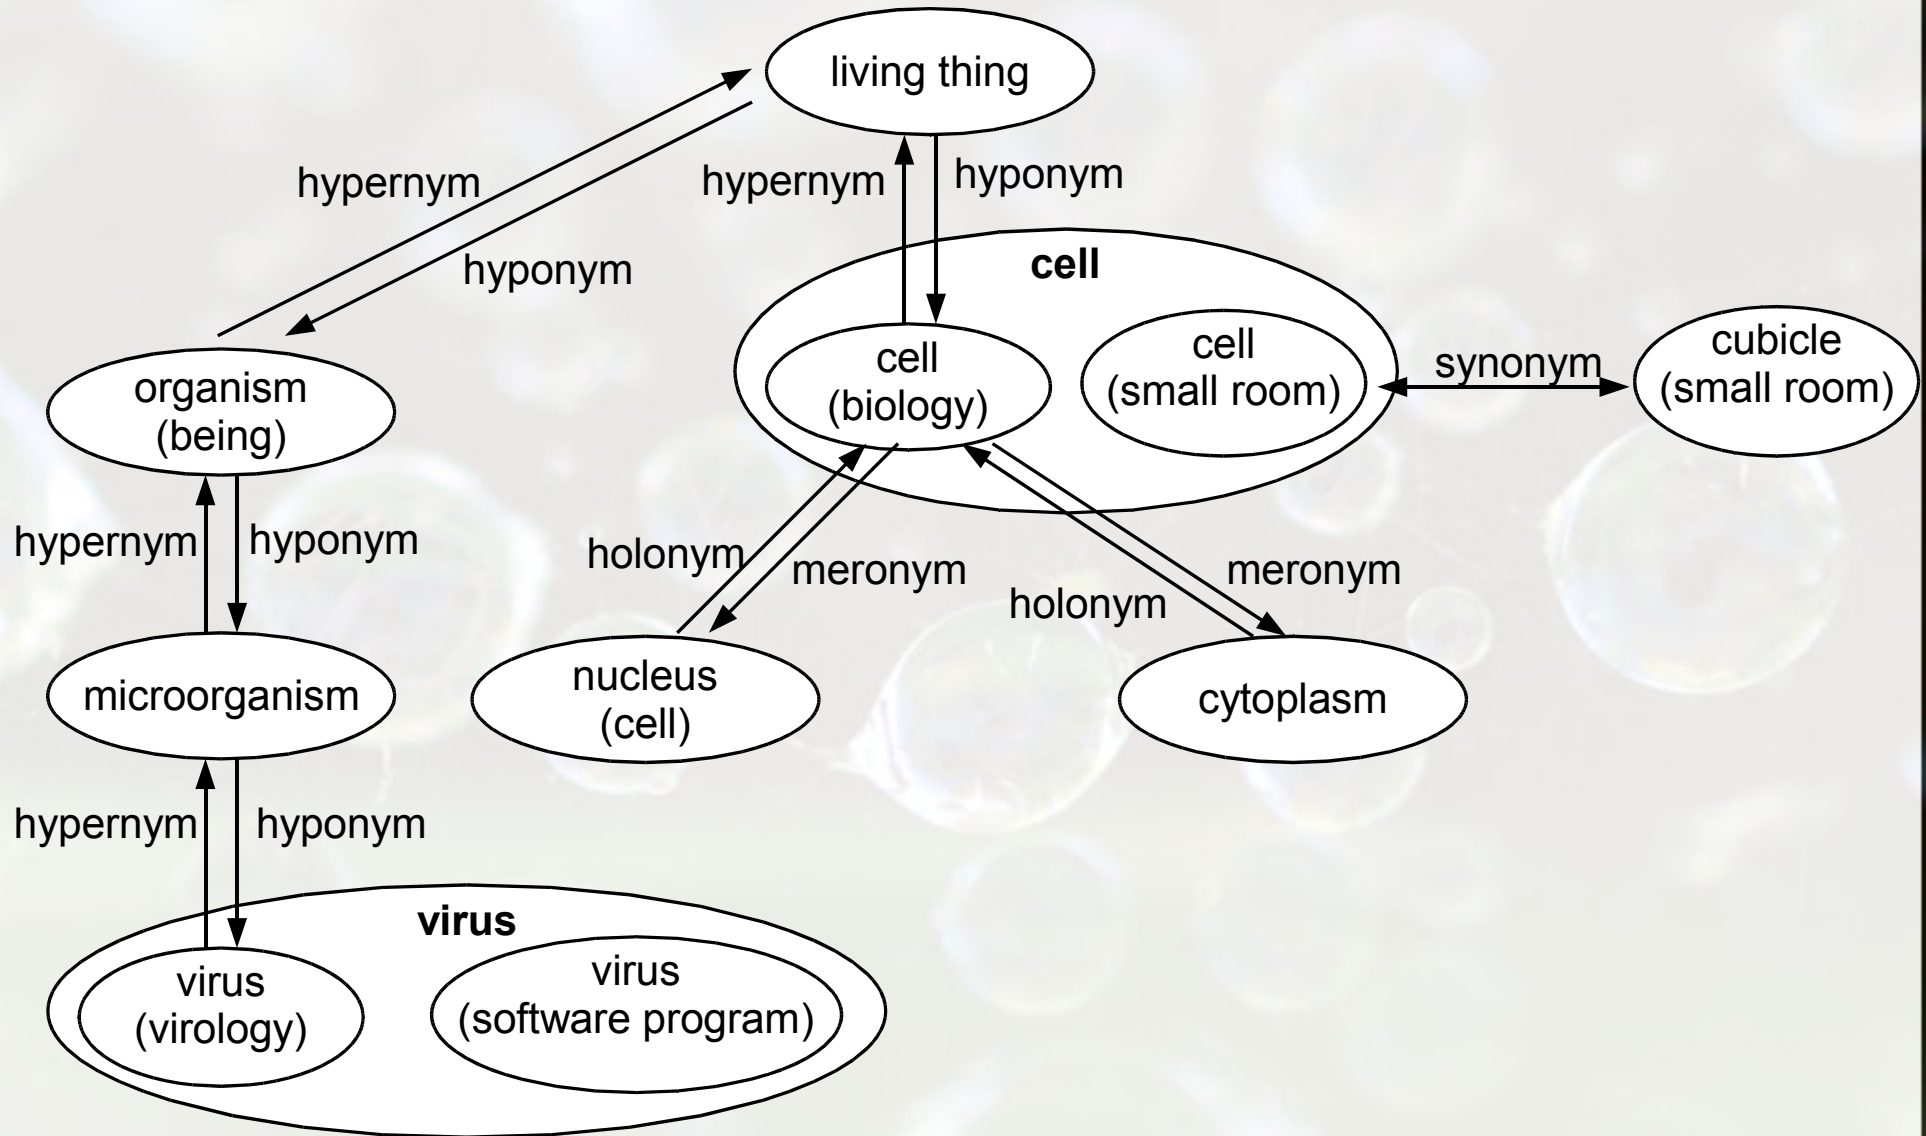 living thing
hypernym
hypernym
hyponym
hyponym
cell
cell
(biology)
cell
(small room)
synonym
cubicle
(small room)
organism
(being)
hypernym
hyponym
holonym
meronym
holonym
meronym
microorganism
nucleus
(cell)
cytoplasm
hypernym
hyponym
virus
virus
(virology)
virus
(software program)